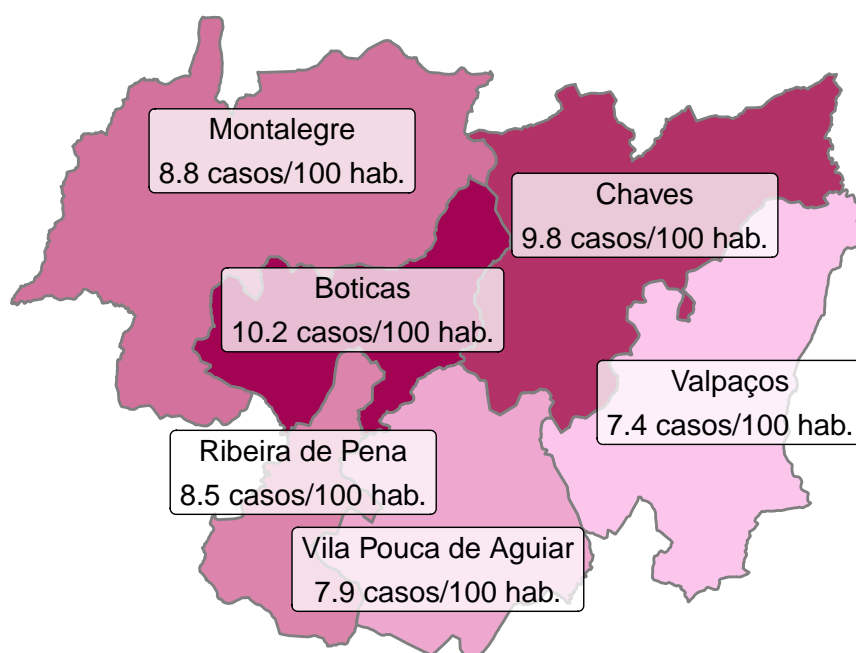 Montalegre
8.8 casos/100 hab.
Chaves
9.8 casos/100 hab.
Boticas
10.2 casos/100 hab.
Valpaços
7.4 casos/100 hab.
Ribeira de Pena
8.5 casos/100 hab.
Vila Pouca de Aguiar
7.9 casos/100 hab.